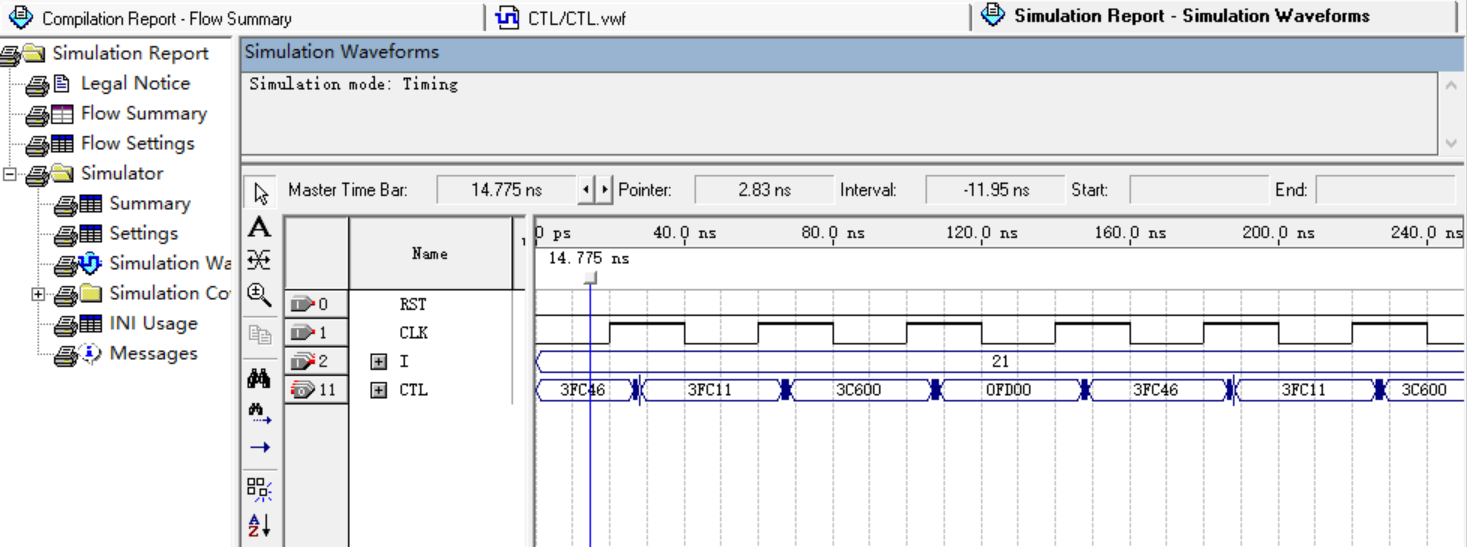 Compilation Report - Flow Summary
CTL/CTL.vwf
Simulation Report - Simulation Waveforms
Simulation Report
Legal Notice
Flow Summary
Flow Settings
Simulator
Summary
Settings
Simulation Wa
Simulation Co
INI Usage
Messages
Simulation Waveforms
Simulation mode: Timing
Master Time Bar: 14.775 ns Pointer: 2.83 ns Interval: -11.95 ns Start: End:
Name
0 ps 40.0 ns 80.0 ns 120.0 ns 160.0 ns 200.0 ns 240.0 ns
14.775 ns
0 RST
1 CLK
2 I 21
11 CTL 3FC46 3FC11 3C600 0FD00 3FC46 3FC11 3C600